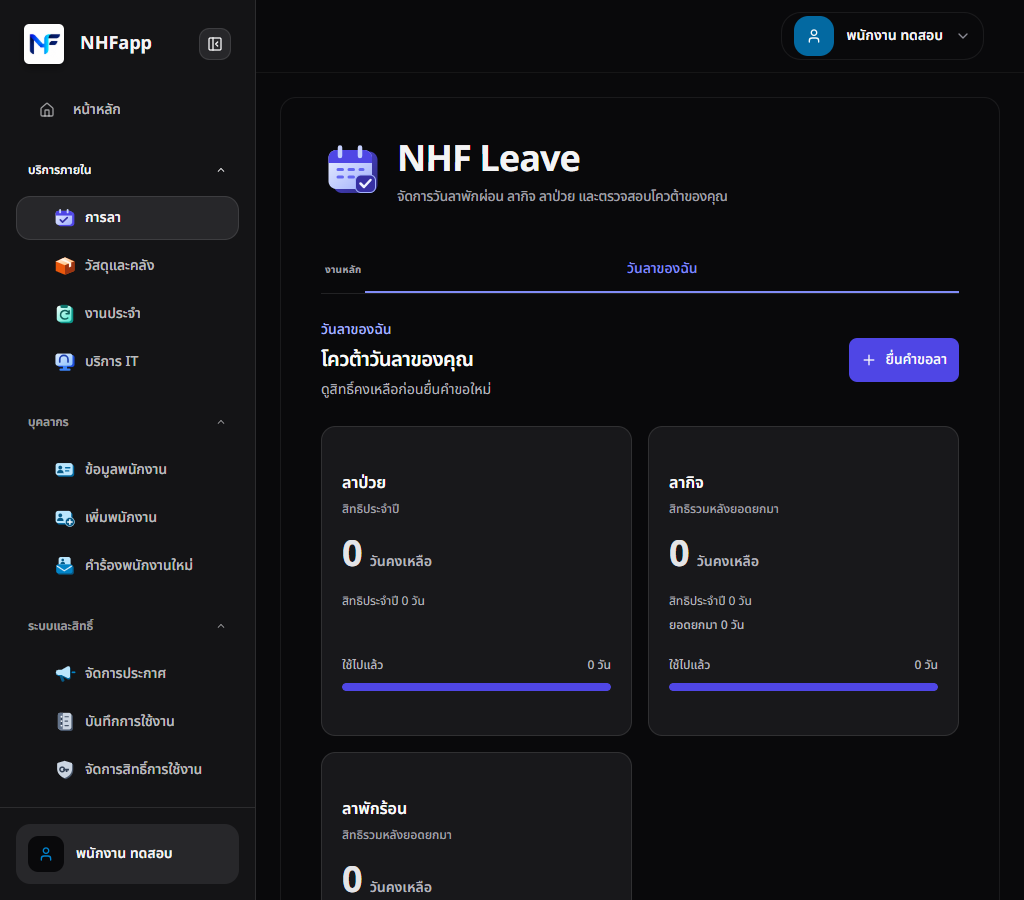 NHFapp
หน้าหลัก
บริการภายใน
การลา
วัสดุและคลัง
งานประจำ
บริการ IT
บุคลากร
ข้อมูลพนักงาน
เพิ่มพนักงาน
คำร้องพนักงานใหม่
ระบบและสิทธิ์
จัดการประกาศ
บันทึกการใช้งาน
จัดการสิทธิ์การใช้งาน
พนักงาน ทดสอบ
พนักงาน ทดสอบ
NHF Leave
จัดการวันลาพักผ่อน ลากิจ ลาป่วย และตรวจสอบโควต้าของคุณ
งานหลัก
วันลาของฉัน
วันลาของฉัน
โควต้าวันลาของคุณ
ดูสิทธิ์คงเหลือก่อนยื่นคำขอใหม่
ยื่นคำขอลา
ลาป่วย
สิทธิประจำปี
0 วันคงเหลือ
สิทธิประจำปี 0 วัน
ใช้ไปแล้ว 0 วัน
ลากิจ
สิทธิรวมหลังยอดยกมา
0 วันคงเหลือ
สิทธิประจำปี 0 วัน
ยอดยกมา 0 วัน
ใช้ไปแล้ว 0 วัน
ลาพักร้อน
สิทธิรวมหลังยอดยกมา
0 วันคงเหลือ